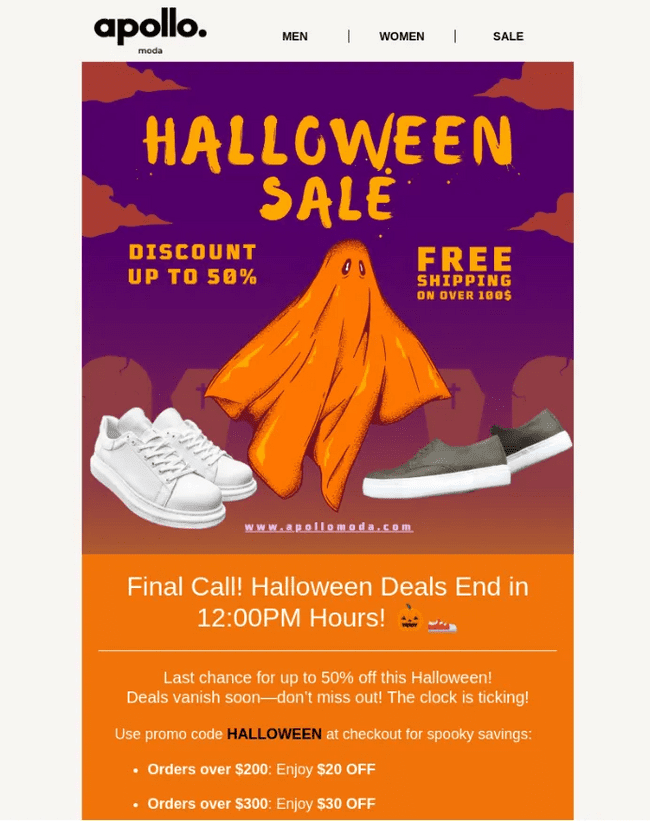 apollo.
moda
MEN | WOMEN | SALE
HALLOWEEN
SALE
DISCOUNT
UP TO 50%
FREE
SHIPPING
ON OVER 100$
www.apollomoda.com
Final Call! Halloween Deals End in
12:00PM Hours! 🎃👟
Last chance for up to 50% off this Halloween!
Deals vanish soon—don’t miss out! The clock is ticking!
Use promo code HALLOWEEN at checkout for spooky savings:
• Orders over $200: Enjoy $20 OFF
• Orders over $300: Enjoy $30 OFF